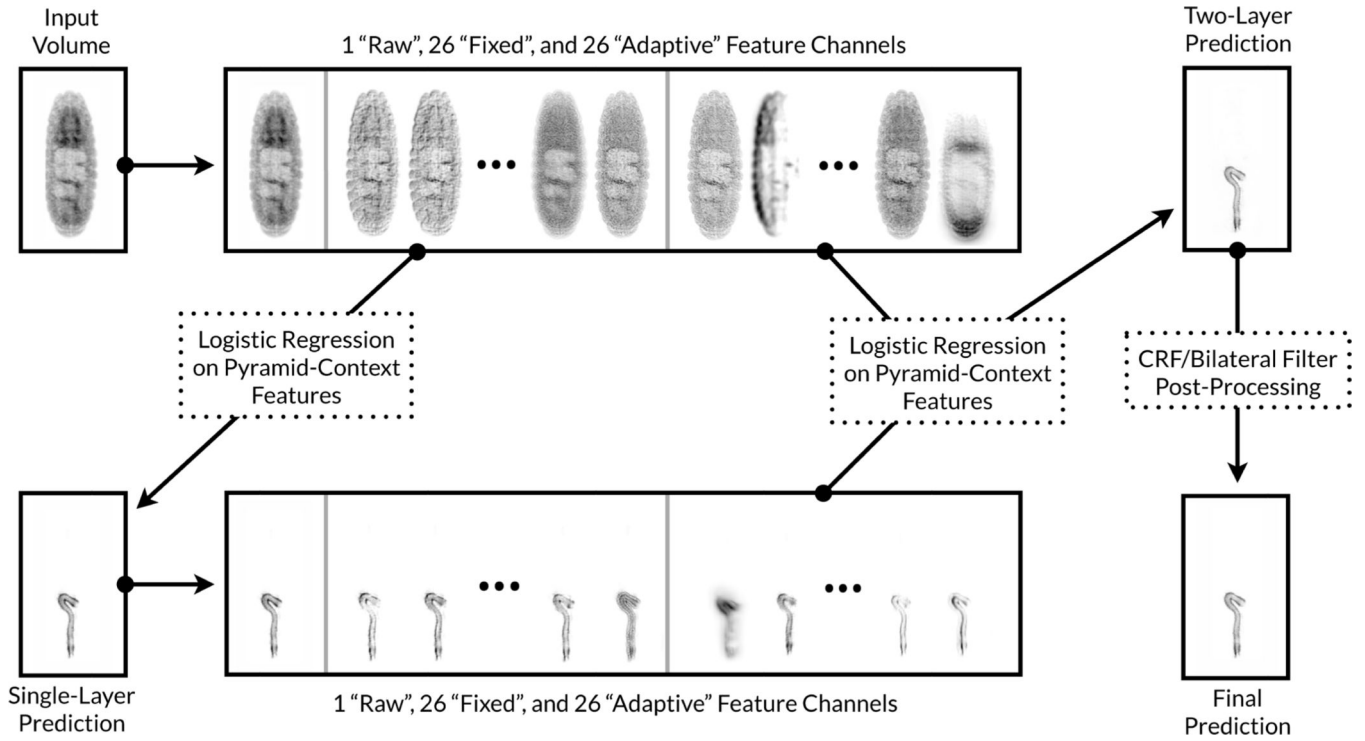 Input
Volume
1 “Raw”, 26 “Fixed”, and 26 “Adaptive” Feature Channels
Two-Layer
Prediction
Logistic Regression
on Pyramid-Context
Features
Logistic Regression
on Pyramid-Context
Features
CRF/Bilateral Filter
Post-Processing
Single-Layer
Prediction
1 “Raw”, 26 “Fixed”, and 26 “Adaptive” Feature Channels
Final
Prediction